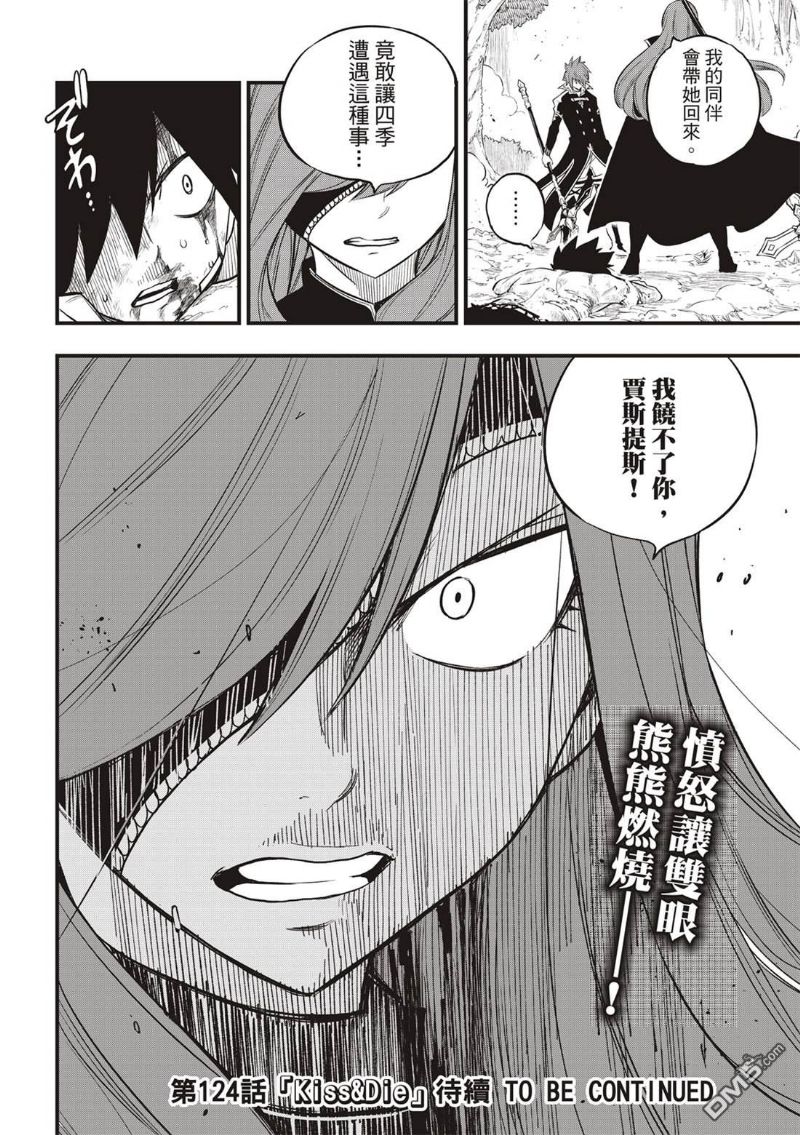 我的同伴
會帶她回來。
……
竟敢讓四季
遭遇這種事…
ぞわ
我饒不了你，
賈斯提斯！
憤怒讓雙眼
熊熊燃燒——！
第124話『Kiss&Die』待續 TO BE CONTINUED
DM5.COM